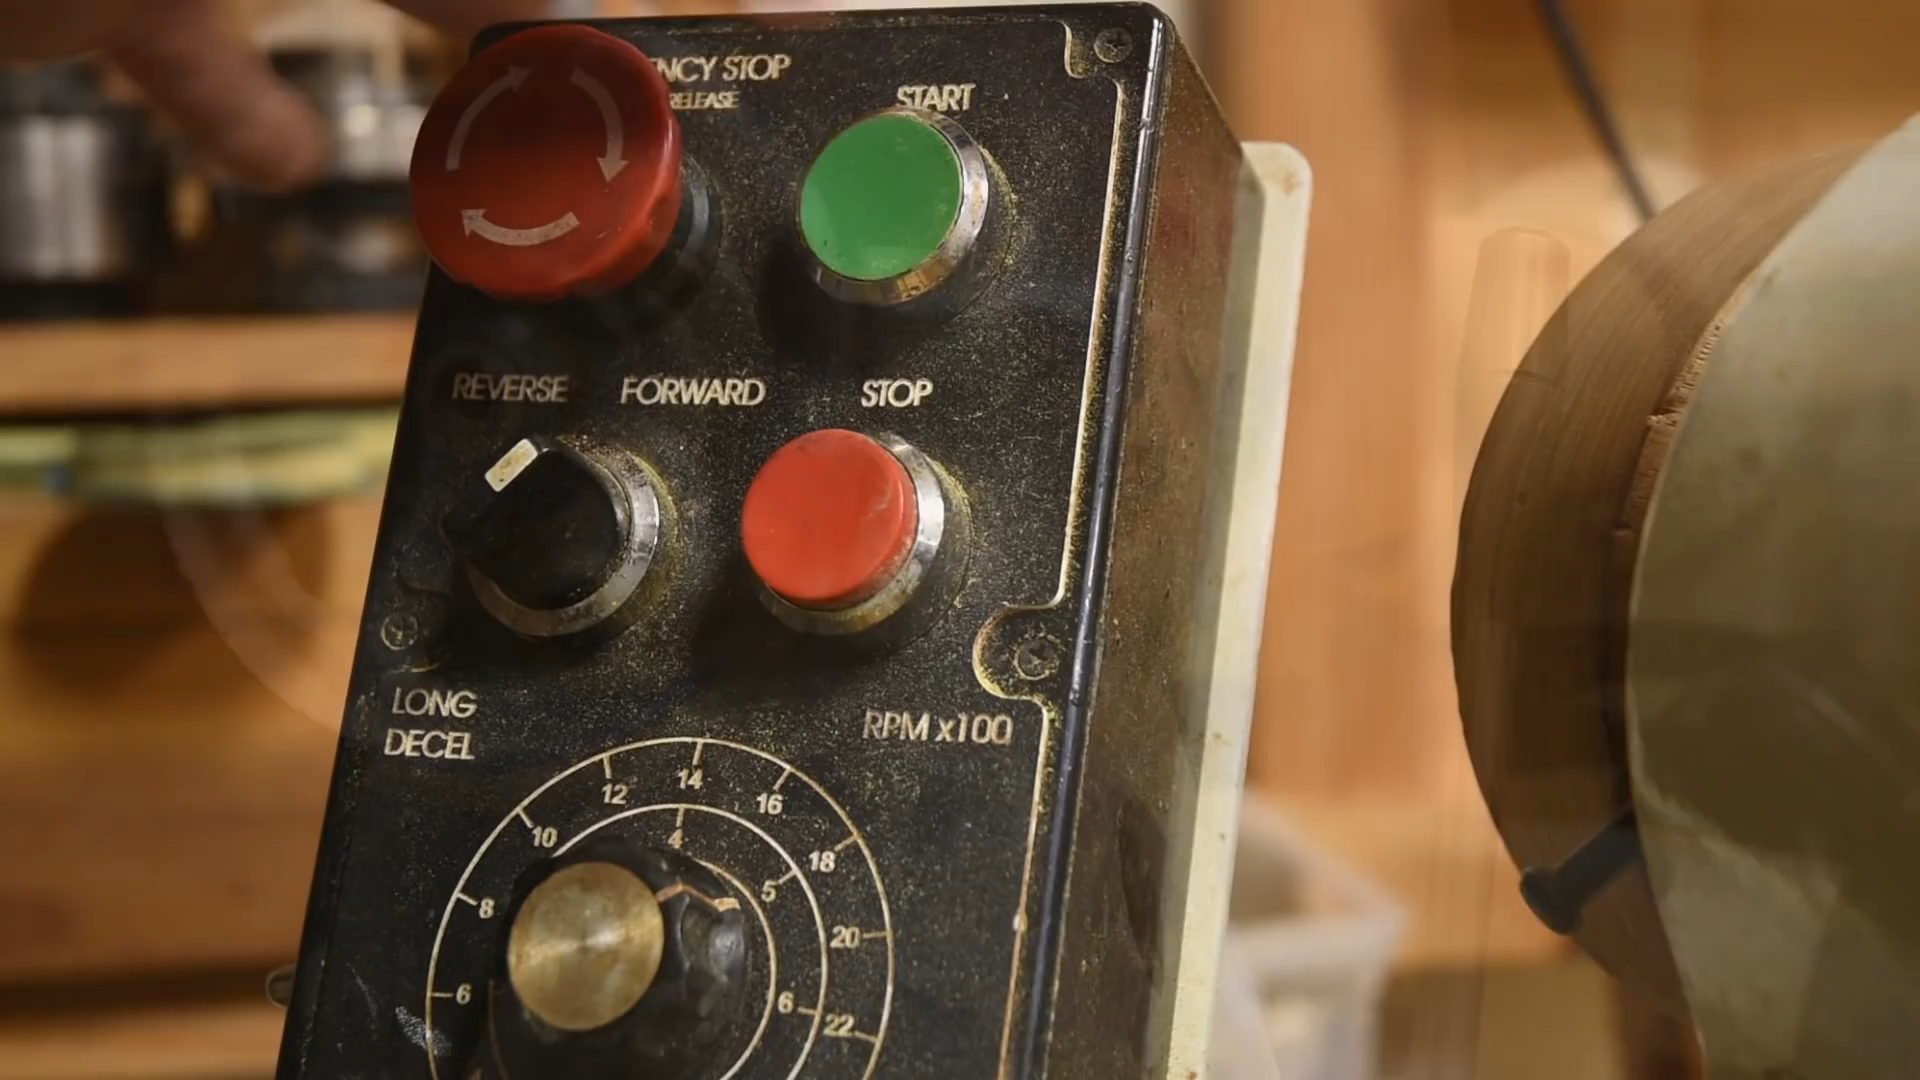 NCY STOP
RELEASE
START
REVERSE FORWARD STOP
LONG
DECEL
RPM x100
6 8 10 12 14 16 18 20 22
4 5 6